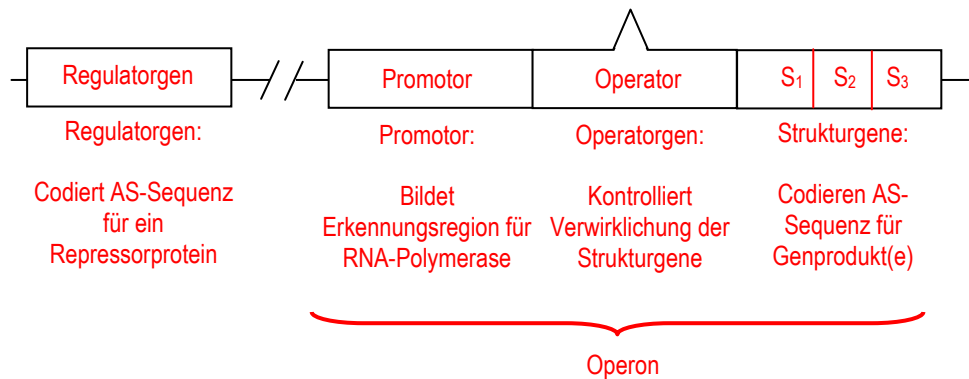 Regulatorgen
Promotor
Operator
S1
S2
S3
Regulatorgen:
Codiert AS-Sequenz
für ein
Repressorprotein
Promotor:
Bildet
Erkennungsregion für
RNA-Polymerase
Operatorgen:
Kontrolliert
Verwirklichung der
Strukturgene
Strukturgene:
Codieren AS-
Sequenz für
Genprodukt(e)
Operon